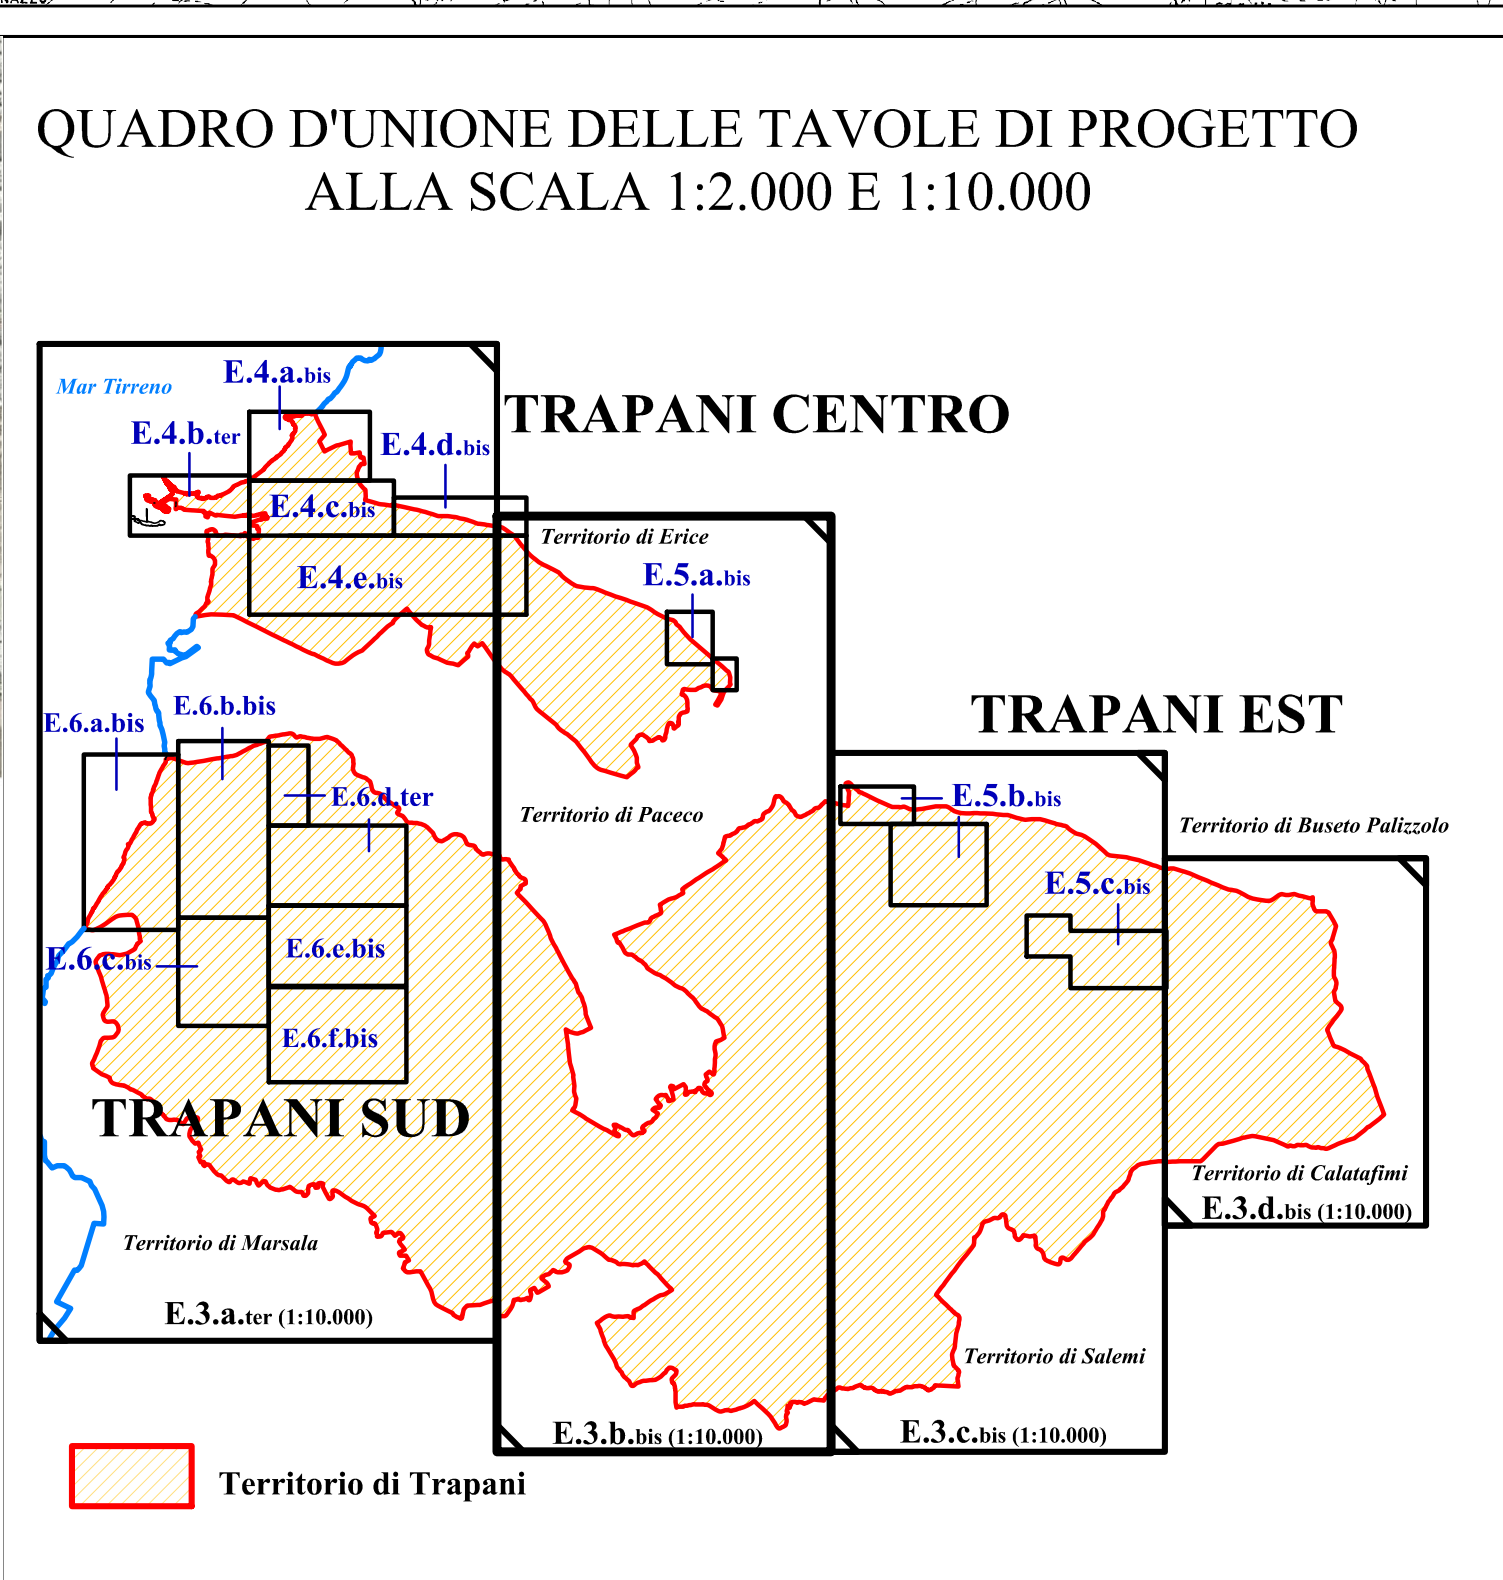 QUADRO D'UNIONE DELLE TAVOLE DI PROGETTO
ALLA SCALA 1:2.000 E 1:10.000
Mar Tirreno
E.4.a.bis
TRAPANI CENTRO
E.4.b.ter
E.4.d.bis
E.4.c.bis
Territorio di Erice
E.4.e.bis
E.5.a.bis
E.6.b.bis
E.6.a.bis
TRAPANI EST
E.6.d.ter
E.5.b.bis
Territorio di Paceco
Territorio di Buseto Palizzolo
E.5.c.bis
E.6.c.bis
E.6.e.bis
E.6.f.bis
TRAPANI SUD
Territorio di Calatafimi
E.3.d.bis (1:10.000)
Territorio di Marsala
E.3.a.ter (1:10.000)
Territorio di Salemi
E.3.b.bis (1:10.000)
E.3.c.bis (1:10.000)
Territorio di Trapani